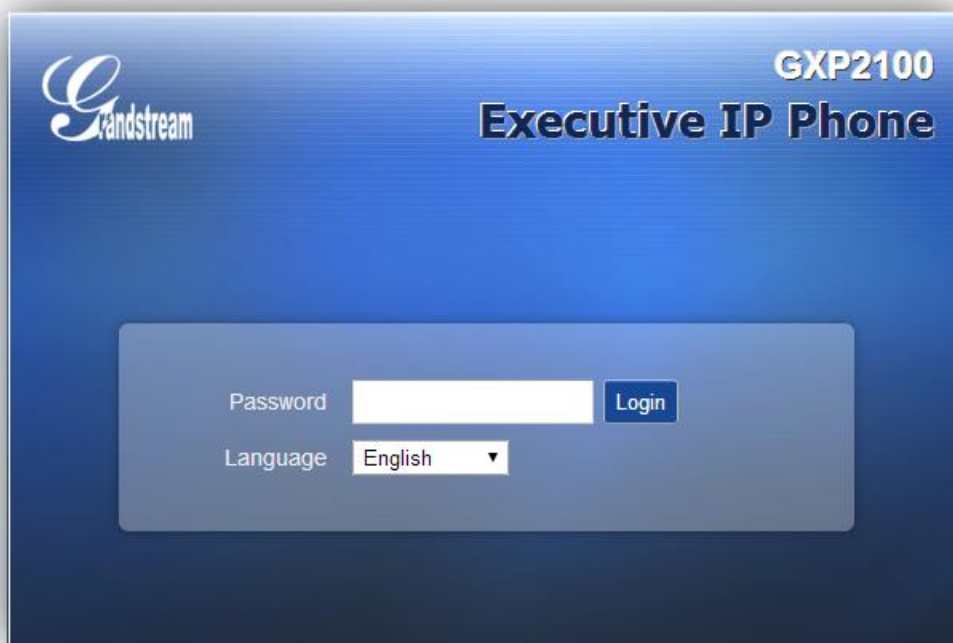 Grandstream
GXP2100
Executive IP Phone
Password
Login
Language
English